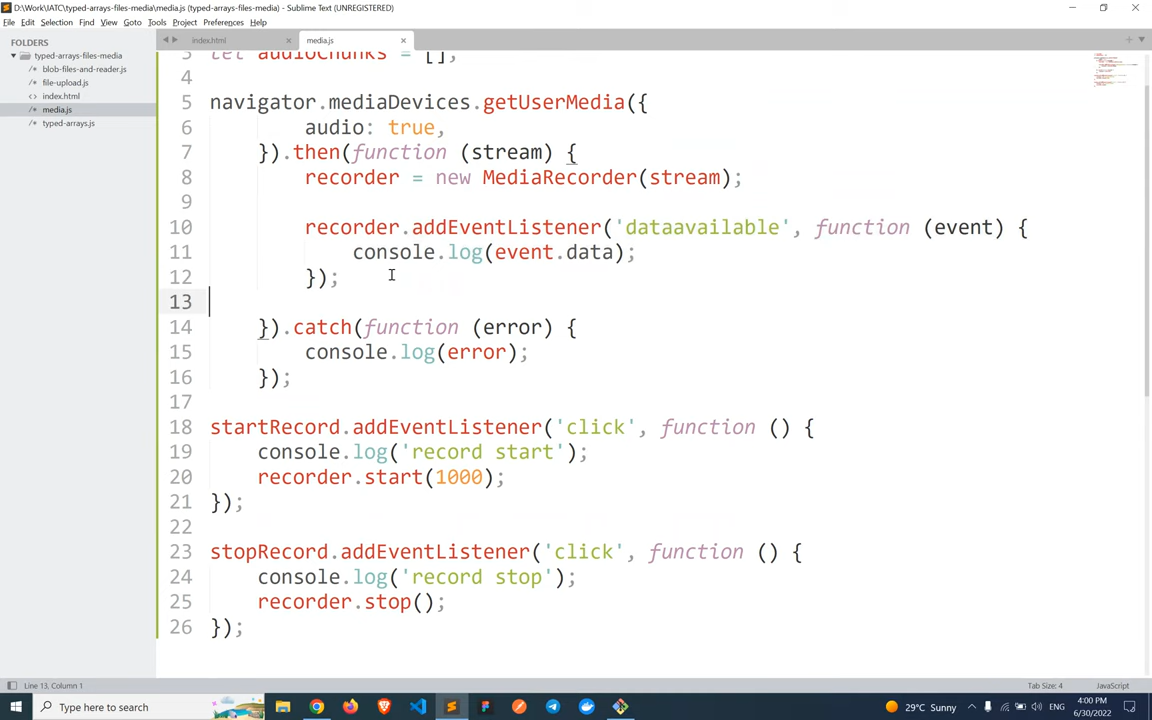 D:\Work\IATC\typed-arrays-files-media\media.js (typed-arrays-files-media) - Sublime Text (UNREGISTERED)
File Edit Selection Find View Goto Tools Project Preferences Help
FOLDERS
typed-arrays-files-media
blob-files-and-reader.js
file-upload.js
index.html
media.js
typed-arrays.js
index.html
media.js
3 let audioChunks = [];
4
5 navigator.mediaDevices.getUserMedia({
6 audio: true,
7 }).then(function (stream) {
8 recorder = new MediaRecorder(stream);
9
10 recorder.addEventListener('dataavailable', function (event) {
11 console.log(event.data);
12 });
13
14 }).catch(function (error) {
15 console.log(error);
16 });
17
18 startRecord.addEventListener('click', function () {
19 console.log('record start');
20 recorder.start(1000);
21 });
22
23 stopRecord.addEventListener('click', function () {
24 console.log('record stop');
25 recorder.stop();
26 });
Line 13, Column 1
Tab Size: 4
JavaScript
Type here to search
29°C Sunny
ENG
4:00 PM
6/30/2022